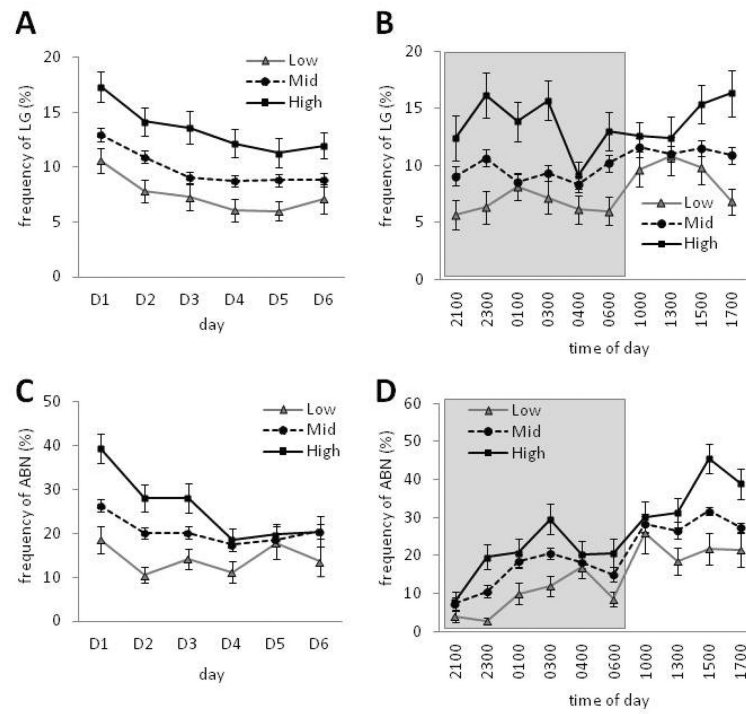 A
frequency of LG (%)
20
15
10
5
0
Low
Mid
High
D1 D2 D3 D4 D5 D6
day
B
frequency of LG (%)
20
15
10
5
0
Low
Mid
High
2100 2300 0100 0300 0400 0600 1000 1300 1500 1700
time of day
C
frequency of ABN (%)
50
40
30
20
10
0
Low
Mid
High
D1 D2 D3 D4 D5 D6
day
D
frequency of ABN (%)
60
50
40
30
20
10
0
Low
Mid
High
2100 2300 0100 0300 0400 0600 1000 1300 1500 1700
time of day